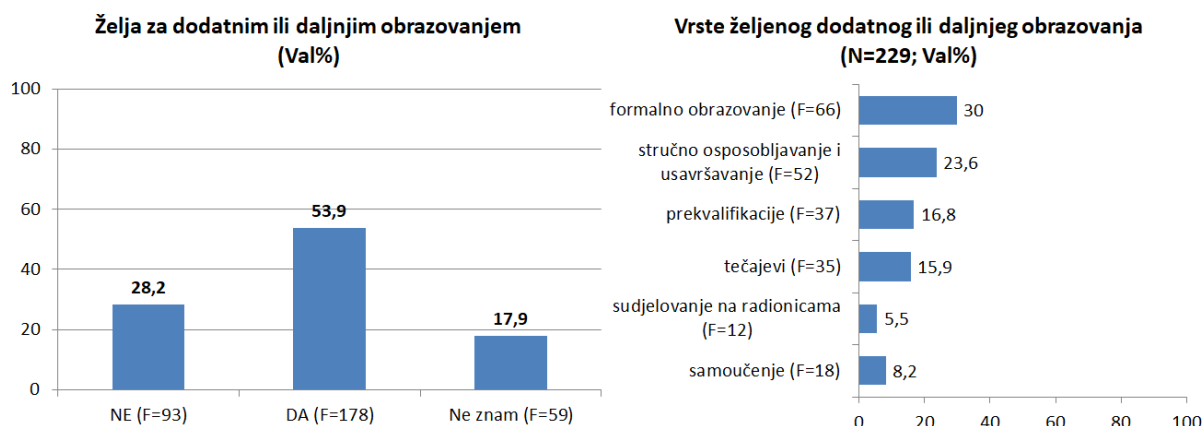 Želja za dodatnim ili daljnjim obrazovanjem
(Val%)
100
80
60
40
20
0
28,2
53,9
17,9
NE (F=93)
DA (F=178)
Ne znam (F=59)
Vrste željenog dodatnog ili daljnjeg obrazovanja
(N=229; Val%)
formalno obrazovanje (F=66)
30
stručno osposobljavanje i
usavršavanje (F=52)
23,6
prekvalifikacije (F=37)
16,8
tečajevi (F=35)
15,9
sudjelovanje na radionicama
(F=12)
5,5
samoučenje (F=18)
8,2
0
20
40
60
80
100